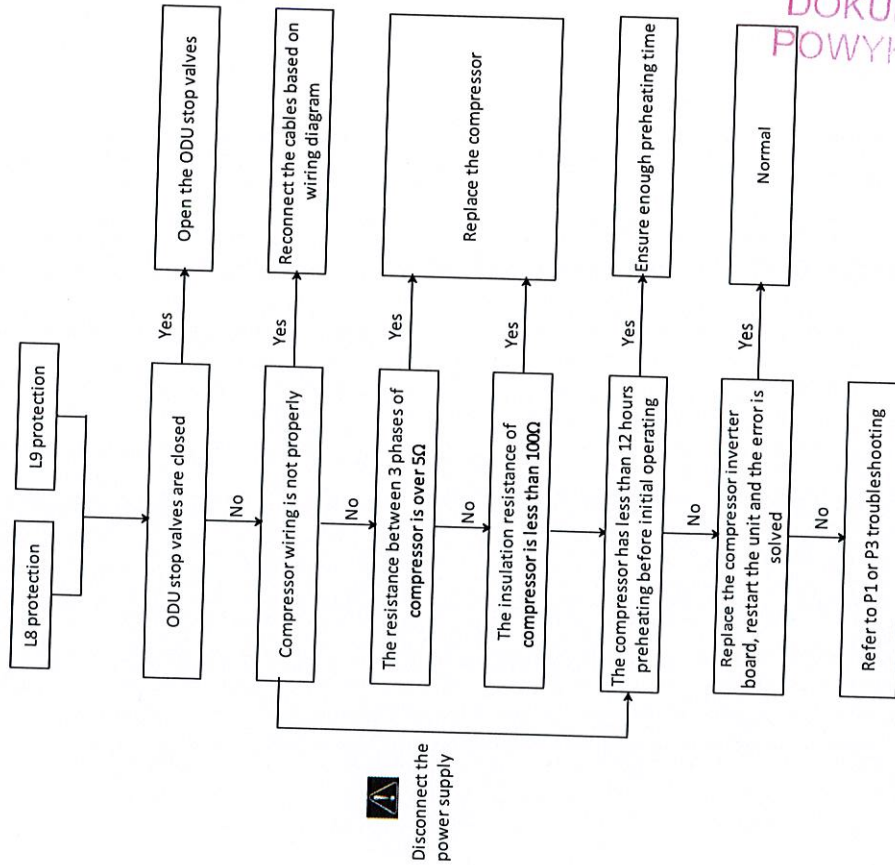 DOKU
POWYK
L8 protection
L9 protection
ODU stop valves are closed
Yes
Open the ODU stop valves
No
Compressor wiring is not properly
Yes
Reconnect the cables based on
wiring diagram
No
The resistance between 3 phases of
compressor is over 5Ω
Yes
Replace the compressor
No
The insulation resistance of
compressor is less than 100Ω
Yes
Disconnect the
power supply
The compressor has less than 12 hours
preheating before initial operating
Yes
Ensure enough preheating time
No
Replace the compressor inverter
board, restart the unit and the error is
solved
Yes
Normal
No
Refer to P1 or P3 troubleshooting